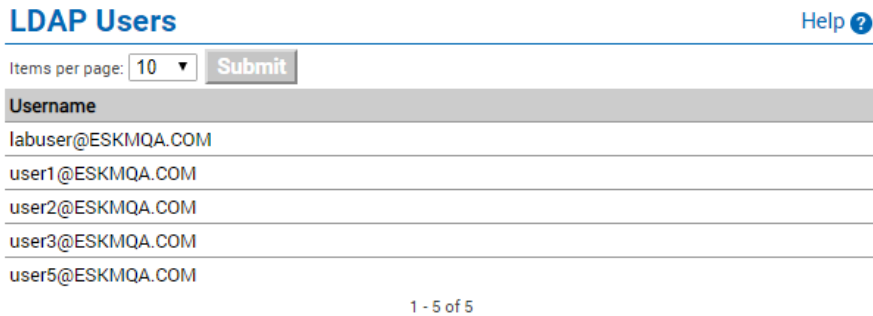 LDAP Users Help ?
Items per page: 10 Submit
Username
labuser@ESKMQA.COM
user1@ESKMQA.COM
user2@ESKMQA.COM
user3@ESKMQA.COM
user5@ESKMQA.COM
1 - 5 of 5